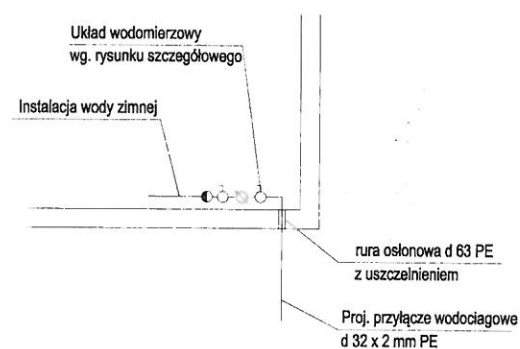 Układ wodomierzowy
wg. rysunku szczegółowego
Instalacja wody zimnej
rura osłonowa d 63 PE
z uszczelnieniem
Proj. przyłącze wodociagowe
d 32 x 2 mm PE